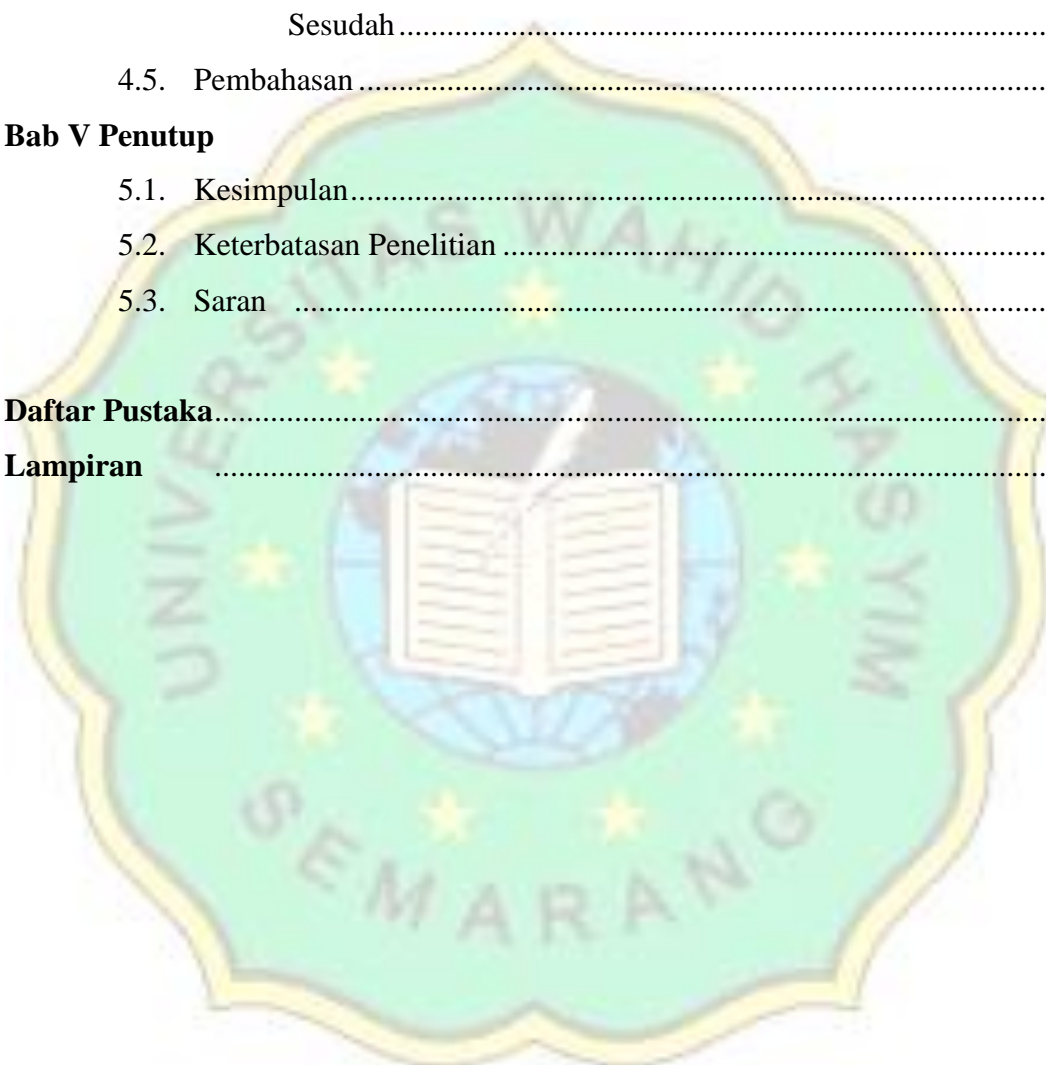 Sesudah ................................................................................
4.5. Pembahasan .....................................................................................
Bab V Penutup
5.1. Kesimpulan......................................................................................
5.2. Keterbatasan Penelitian ...................................................................
5.3. Saran .............................................................................................
Daftar Pustaka.......................................................................................................
Lampiran .......................................................................................................
UNIVERSITAS WAHID HASYIM
SEMARANG